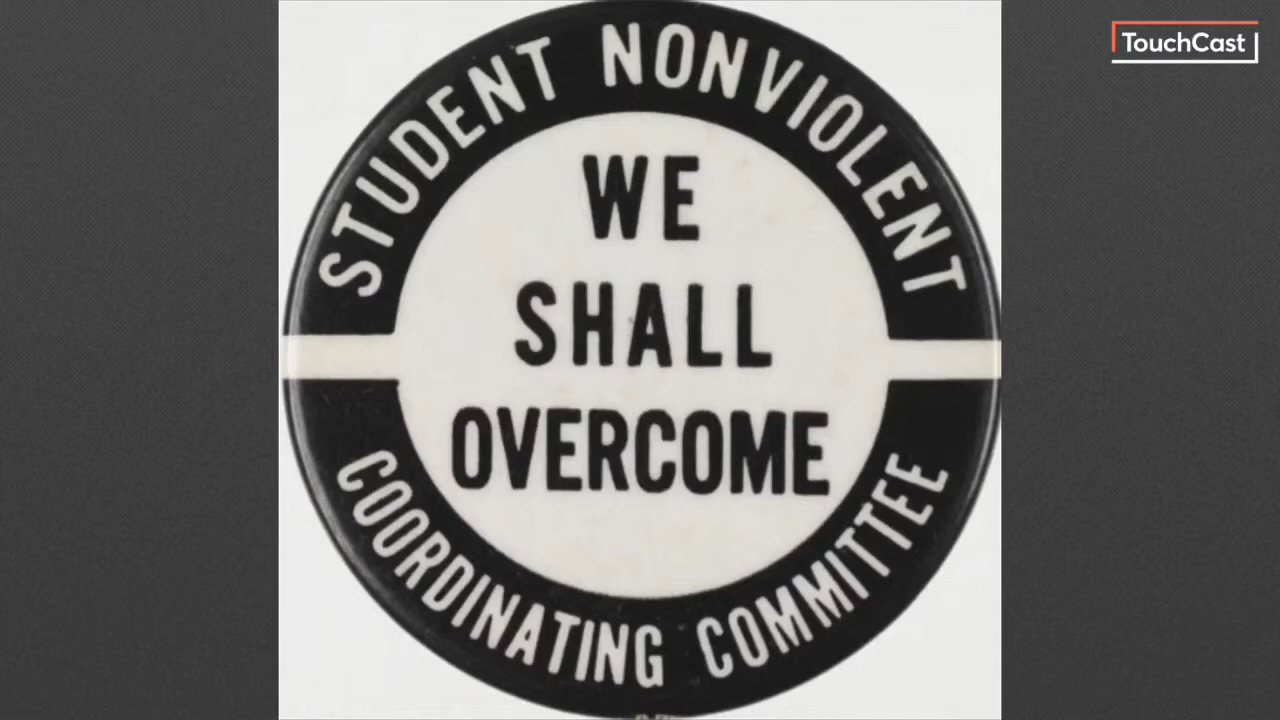 TouchCast
STUDENT NONVIOLENT
WE
SHALL
OVERCOME
COORDINATING COMMITTEE